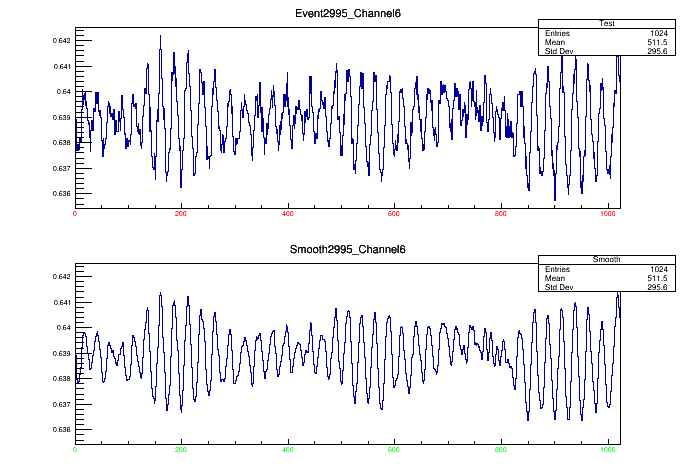 Event2995_Channel6
Test
Entries 1024
Mean 511.5
Std Dev 295.6
0.642
0.641
0.64
0.639
0.638
0.637
0.636
0 200 400 600 800 1000
Smooth2995_Channel6
Smooth
Entries 1024
Mean 511.5
Std Dev 295.6
0.642
0.641
0.64
0.639
0.638
0.637
0.636
0 200 400 600 800 1000